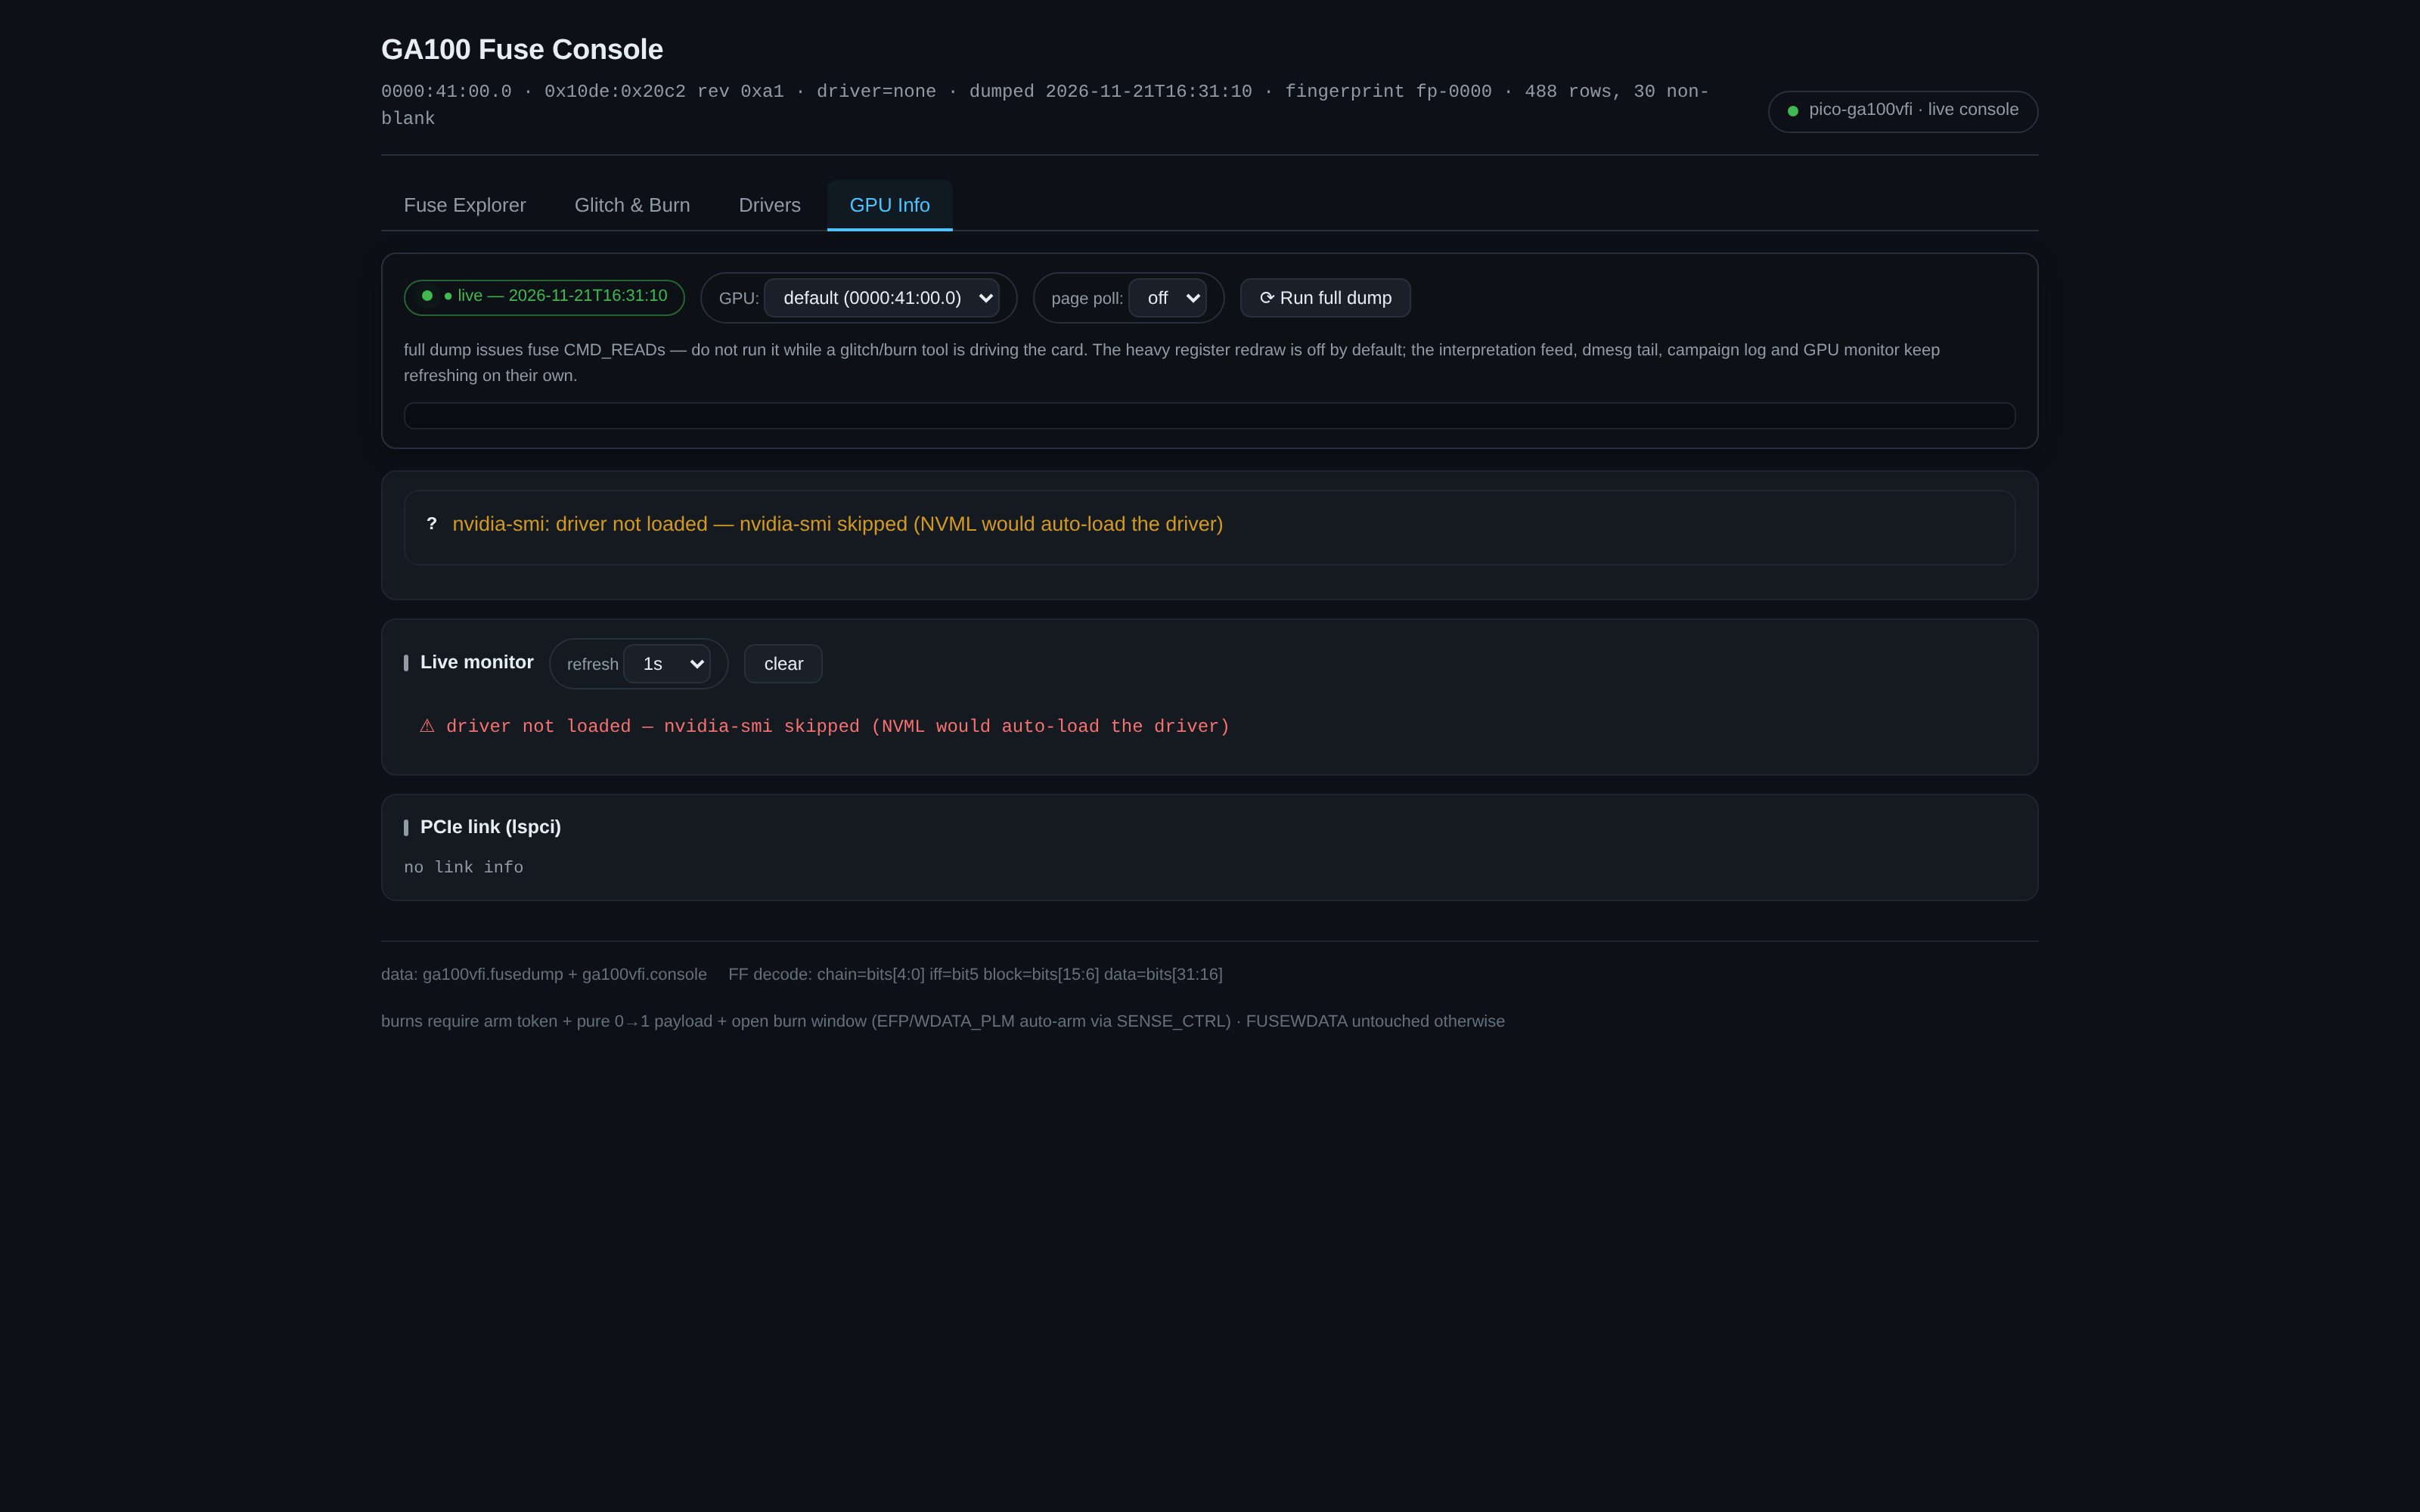 GA100 Fuse Console
0000:41:00.0 · 0x10de:0x20c2 rev 0xa1 · driver=none · dumped 2026-11-21T16:31:10 · fingerprint fp-0000 · 488 rows, 30 non-
blank
pico-ga100vfi · live console
Fuse Explorer Glitch & Burn Drivers GPU Info
● live — 2026-11-21T16:31:10 GPU: default (0000:41:00.0) page poll: off ⟳ Run full dump
full dump issues fuse CMD_READs — do not run it while a glitch/burn tool is driving the card. The heavy register redraw is off by default; the interpretation feed, dmesg tail, campaign log and GPU monitor keep
refreshing on their own.
? nvidia-smi: driver not loaded — nvidia-smi skipped (NVML would auto-load the driver)
Live monitor refresh 1s clear
⚠ driver not loaded — nvidia-smi skipped (NVML would auto-load the driver)
PCIe link (lspci)
no link info
data: ga100vfi.fusedump + ga100vfi.console FF decode: chain=bits[4:0] iff=bit5 block=bits[15:6] data=bits[31:16]
burns require arm token + pure 0→1 payload + open burn window (EFP/WDATA_PLM auto-arm via SENSE_CTRL) · FUSEWDATA untouched otherwise